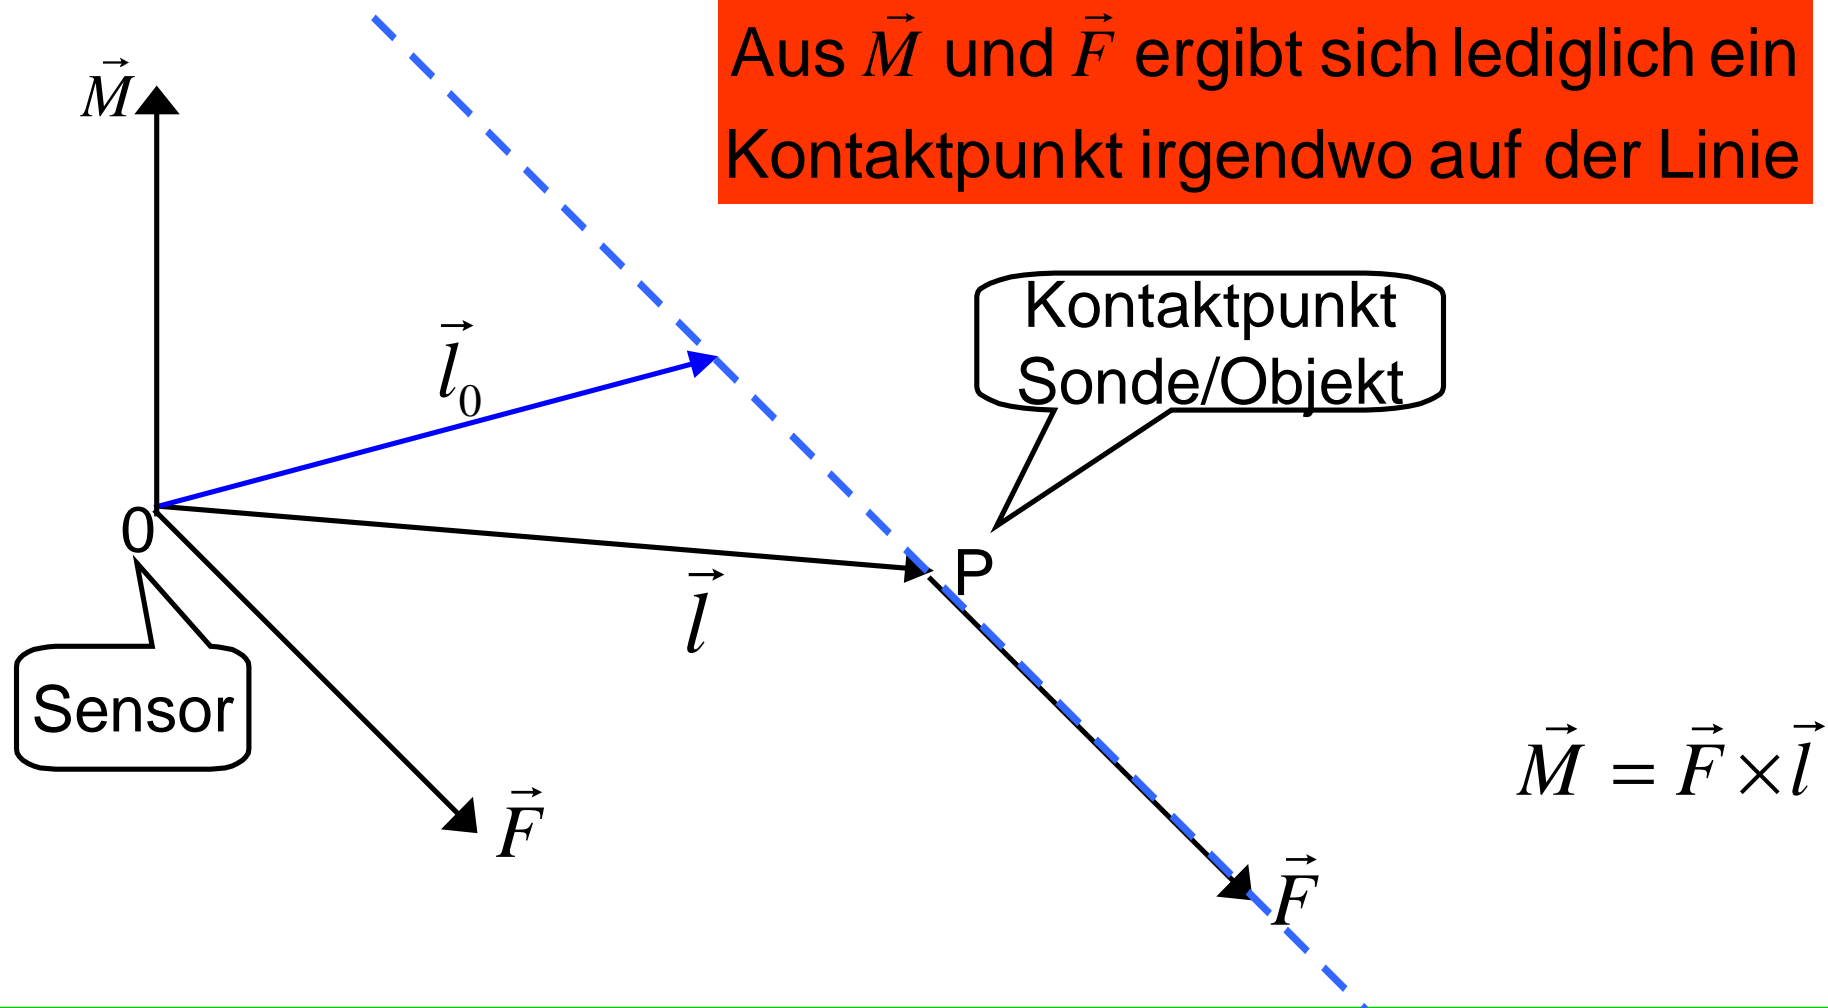 Aus M⃗ und F⃗ ergibt sich lediglich ein
Kontaktpunkt irgendwo auf der Linie
M⃗
l⃗₀
Kontaktpunkt
Sonde/Objekt
0
P
l⃗
Sensor
F⃗
F⃗
M⃗ = F⃗ × l⃗